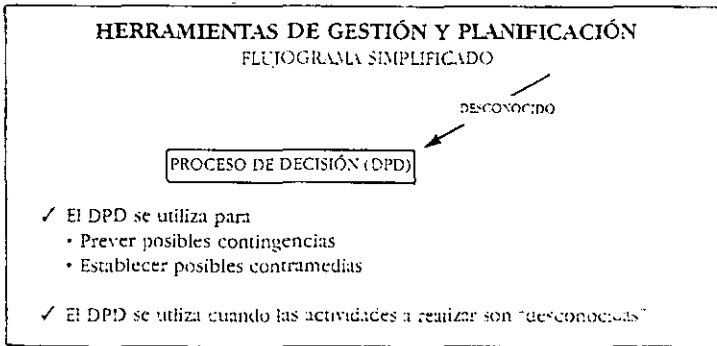 HERRAMIENTAS DE GESTIÓN Y PLANIFICACIÓN
FLUJOGRAMA SIMPLIFICADO
DESCONOCIDO
PROCESO DE DECISIÓN (DPD)
✓ El DPD se utiliza para
• Prever posibles contingencias
• Establecer posibles contramedias
✓ El DPD se utiliza cuando las actividades a realizar son "desconocidas"